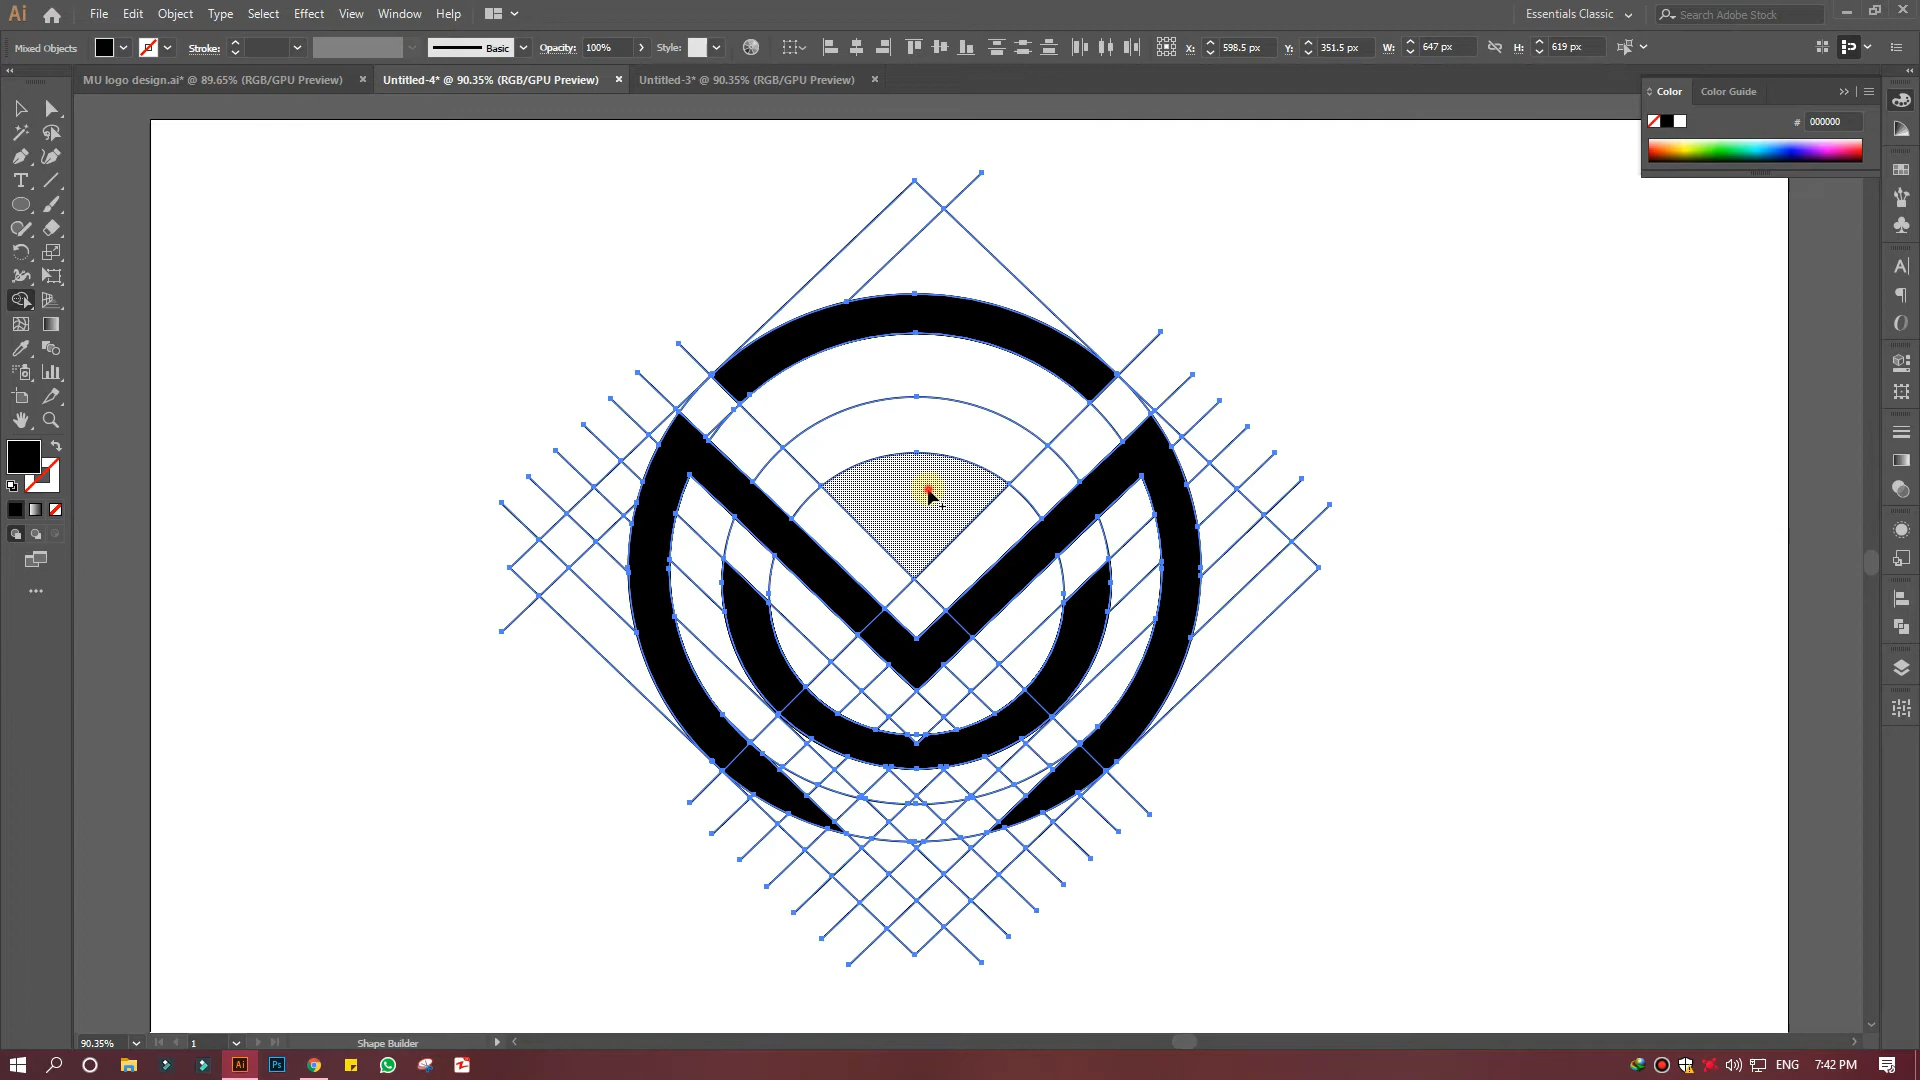 Ai File Edit Object Type Select Effect View Window Help Essentials Classic Search Adobe Stock
Mixed Objects Stroke: Basic Opacity: 100% Style: X: 598.5 px Y: 351.5 px W: 647 px H: 619 px
MU logo design.ai* @ 89.65% (RGB/GPU Preview) × Untitled-4* @ 90.35% (RGB/GPU Preview) × Untitled-3* @ 90.35% (RGB/GPU Preview) ×
Color Color Guide
# 000000
90.35% 1 Shape Builder
Ai Ps ENG 7:42 PM